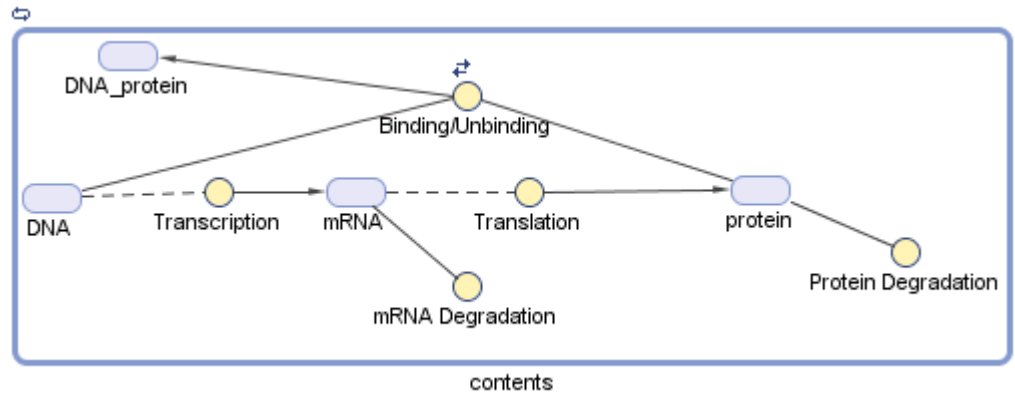 DNA_protein
Binding/Unbinding
DNA
Transcription
mRNA
Translation
protein
Protein Degradation
mRNA Degradation
contents